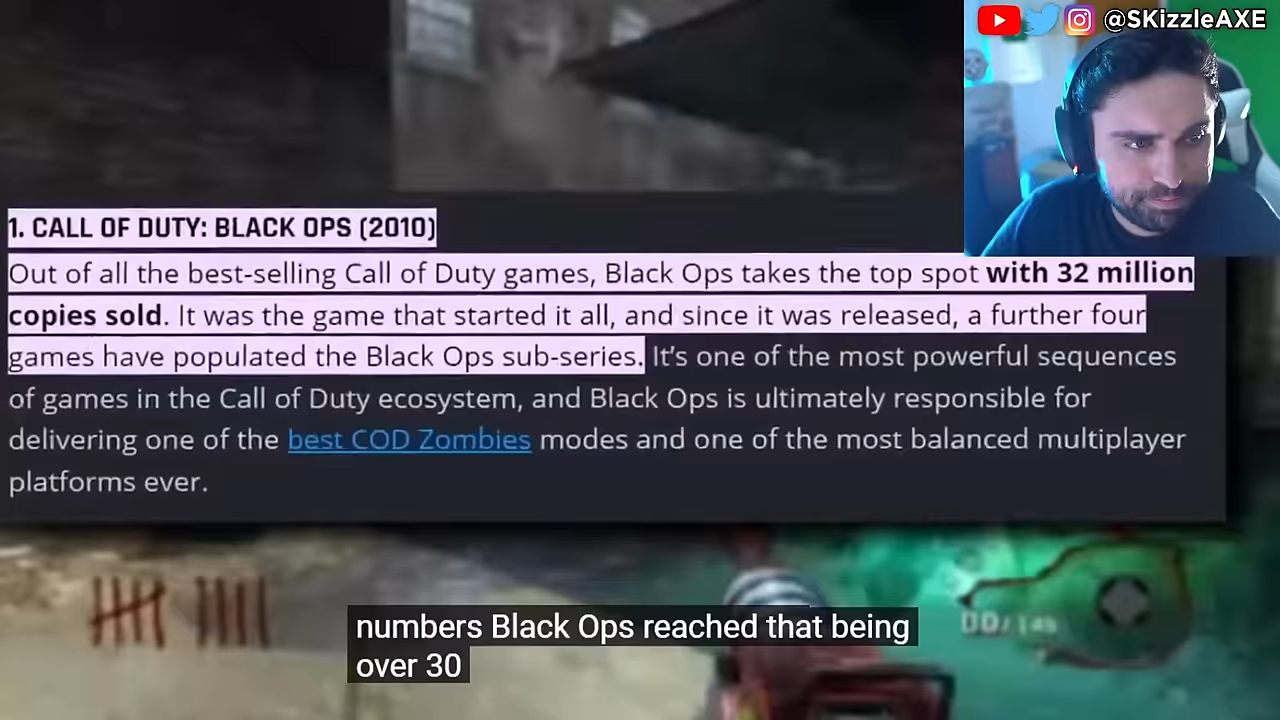 @SKizzleAXE
1. CALL OF DUTY: BLACK OPS (2010)
Out of all the best-selling Call of Duty games, Black Ops takes the top spot with 32 million
copies sold. It was the game that started it all, and since it was released, a further four
games have populated the Black Ops sub-series. It’s one of the most powerful sequences
of games in the Call of Duty ecosystem, and Black Ops is ultimately responsible for
delivering one of the best COD Zombies modes and one of the most balanced multiplayer
platforms ever.
numbers Black Ops reached that being
over 30